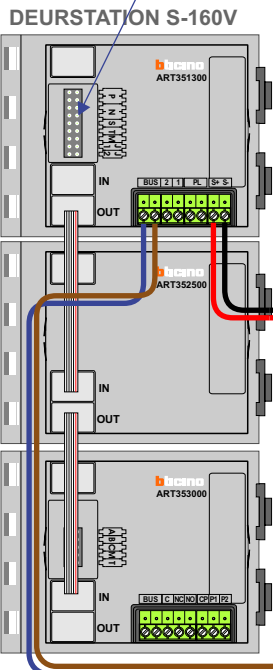 DEURSTATION S-160V
bticino
ART351300
P N S T M 1 2
IN
BUS 2 1 PL S+ S-
OUT
bticino
ART352500
IN
OUT
bticino
ART353000
A B C M T
IN
BUS C NC NO CP P1 P2
OUT